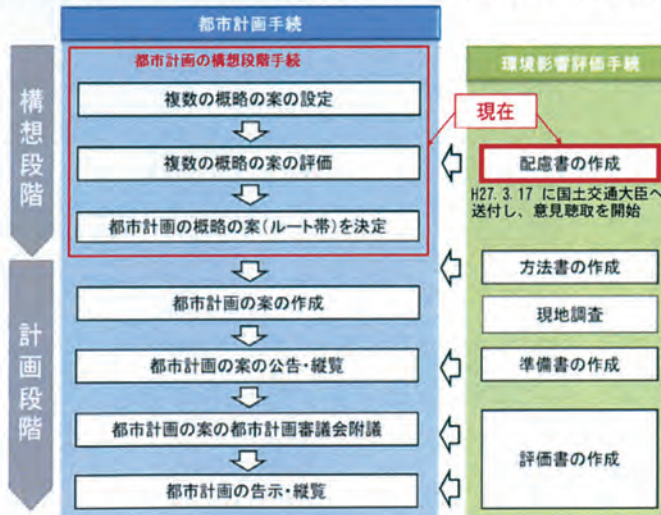 都市計画手続
環境影響評価手続
構想段階
都市計画の構想段階手続
複数の概略の案の設定
現在
複数の概略の案の評価
配慮書の作成
H27.3.17 に国土交通大臣へ
送付し、意見聴取を開始
都市計画の概略の案(ルート帯)を決定
計画段階
方法書の作成
都市計画の案の作成
現地調査
都市計画の案の公告・縦覧
準備書の作成
都市計画の案の都市計画審議会附議
評価書の作成
都市計画の告示・縦覧